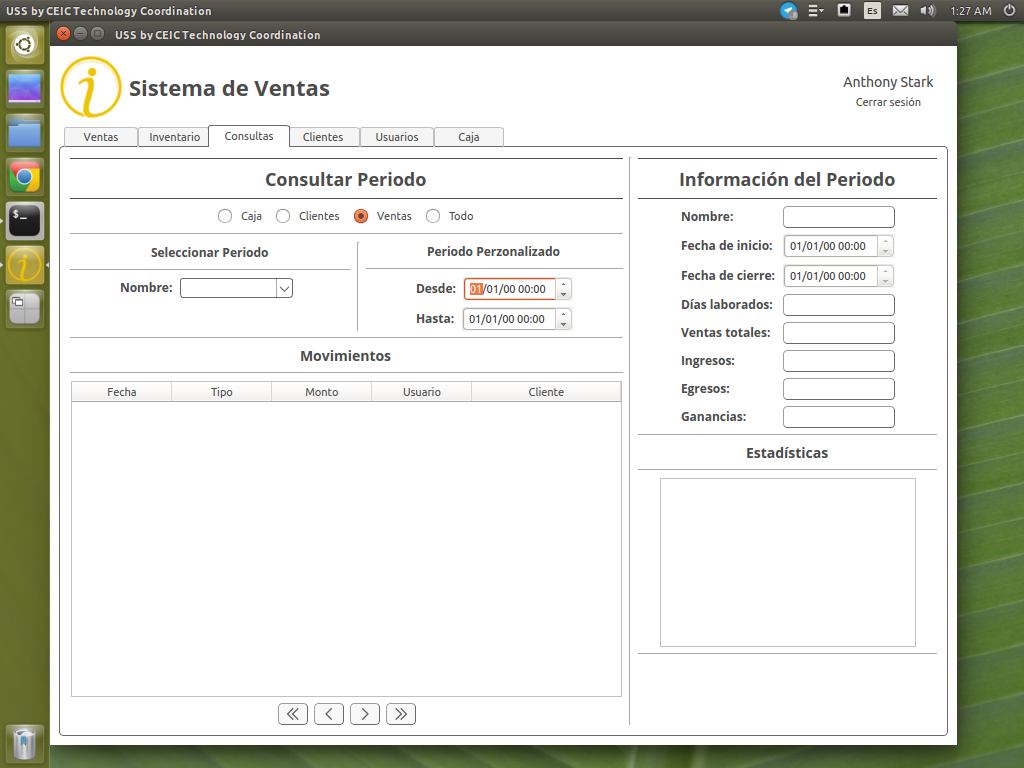 USS by CEIC Technology Coordination
Es
1:27 AM
USS by CEIC Technology Coordination
Sistema de Ventas
Anthony Stark
Cerrar sesión
Ventas Inventario Consultas Clientes Usuarios Caja
Consultar Periodo
Caja Clientes Ventas Todo
Seleccionar Periodo
Nombre:
Periodo Perzonalizado
Desde: 01/01/00 00:00
Hasta: 01/01/00 00:00
Movimientos
Fecha Tipo Monto Usuario Cliente
Información del Periodo
Nombre:
Fecha de inicio: 01/01/00 00:00
Fecha de cierre: 01/01/00 00:00
Días laborados:
Ventas totales:
Ingresos:
Egresos:
Ganancias:
Estadísticas